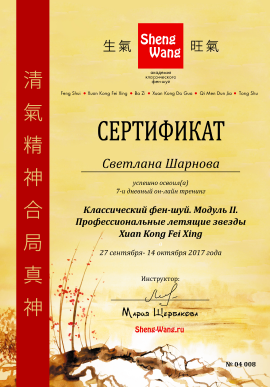 生氣
Sheng
Wang
旺氣
академия
классического
фен-шуй
Feng Shui • Xuan Kong Fei Xing • Ba Zi • Xuan Kong Da Gua • Qi Men Dun Jia • Tong Shu
清氣精神合局真神
СЕРТИФИКАТ
Светлана Шарнова
успешно освоил(а)
7-и дневный он-лайн тренинг
Классический фен-шуй. Модуль II.
Профессиональные летящие звезды
Xuan Kong Fei Xing
27 сентября- 14 октября 2017 года
Инструктор:
Мария Щербакова
Sheng-Wang.ru
№ 04 008